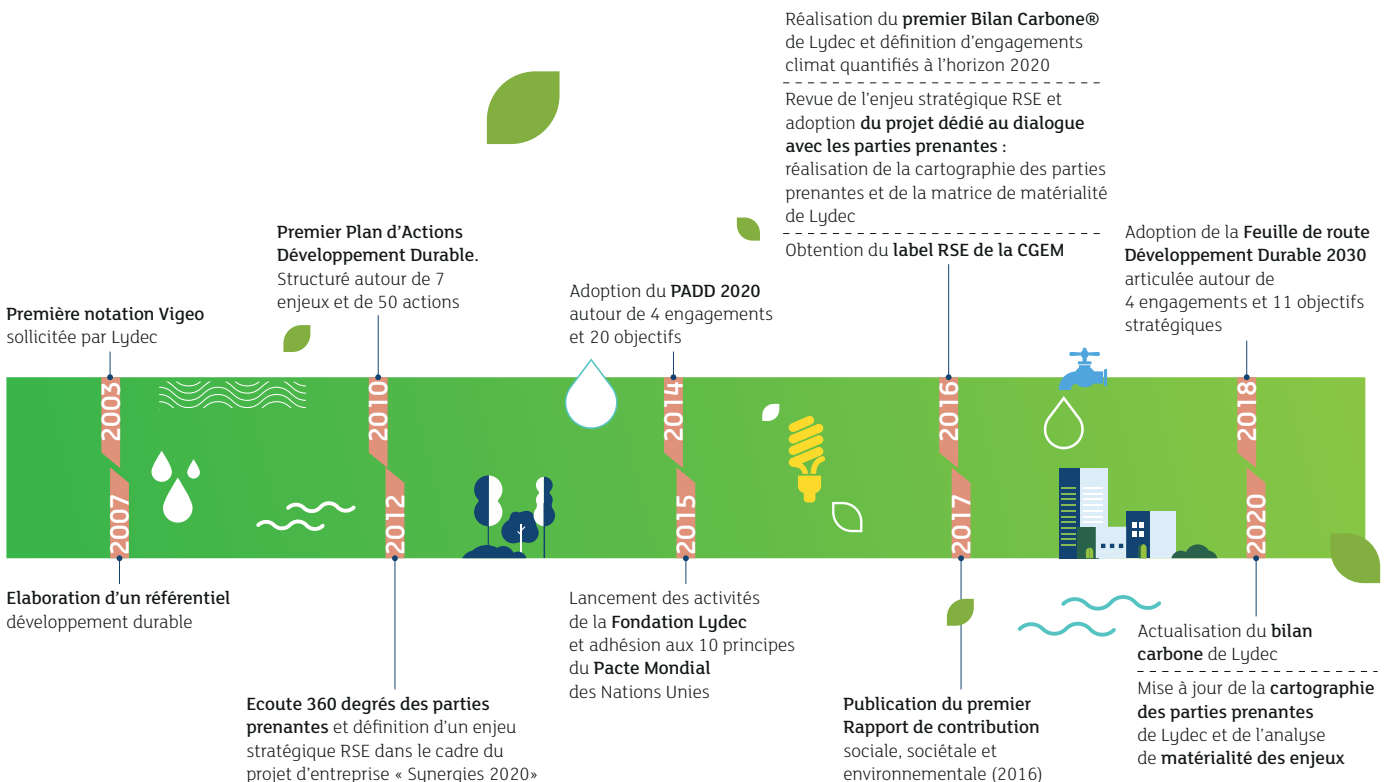 Première notation Vigeo
sollicitée par Lydec
2003
Elaboration d'un référentiel
développement durable
2007
Premier Plan d'Actions
Développement Durable.
Structuré autour de 7
enjeux et de 50 actions
2010
Ecoute 360 degrés des parties
prenantes et définition d'un enjeu
stratégique RSE dans le cadre du
projet d'entreprise « Synergies 2020»
2012
Adoption du PADD 2020
autour de 4 engagements
et 20 objectifs
2014
Lancement des activités
de la Fondation Lydec
et adhésion aux 10 principes
du Pacte Mondial
des Nations Unies
2015
Réalisation du premier Bilan Carbone®
de Lydec et définition d'engagements
climat quantifiés à l'horizon 2020
Revue de l'enjeu stratégique RSE et
adoption du projet dédié au dialogue
avec les parties prenantes :
réalisation de la cartographie des parties
prenantes et de la matrice de matérialité
de Lydec
Obtention du label RSE de la CGEM
2016
Publication du premier
Rapport de contribution
sociale, sociétale et
environnementale (2016)
2017
Adoption de la Feuille de route
Développement Durable 2030
articulée autour de
4 engagements et 11 objectifs
stratégiques
2018
Actualisation du bilan
carbone de Lydec
Mise à jour de la cartographie
des parties prenantes
de Lydec et de l'analyse
de matérialité des enjeux
2020